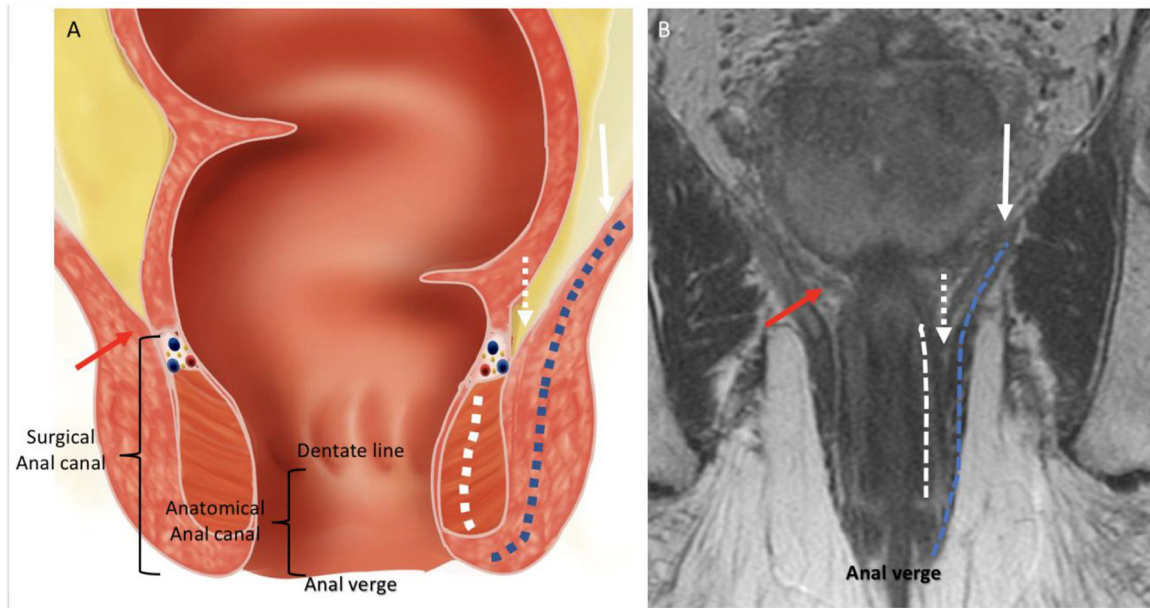 A
B
Surgical
Anal canal
Dentate line
Anatomical
Anal canal
Anal verge
Anal verge